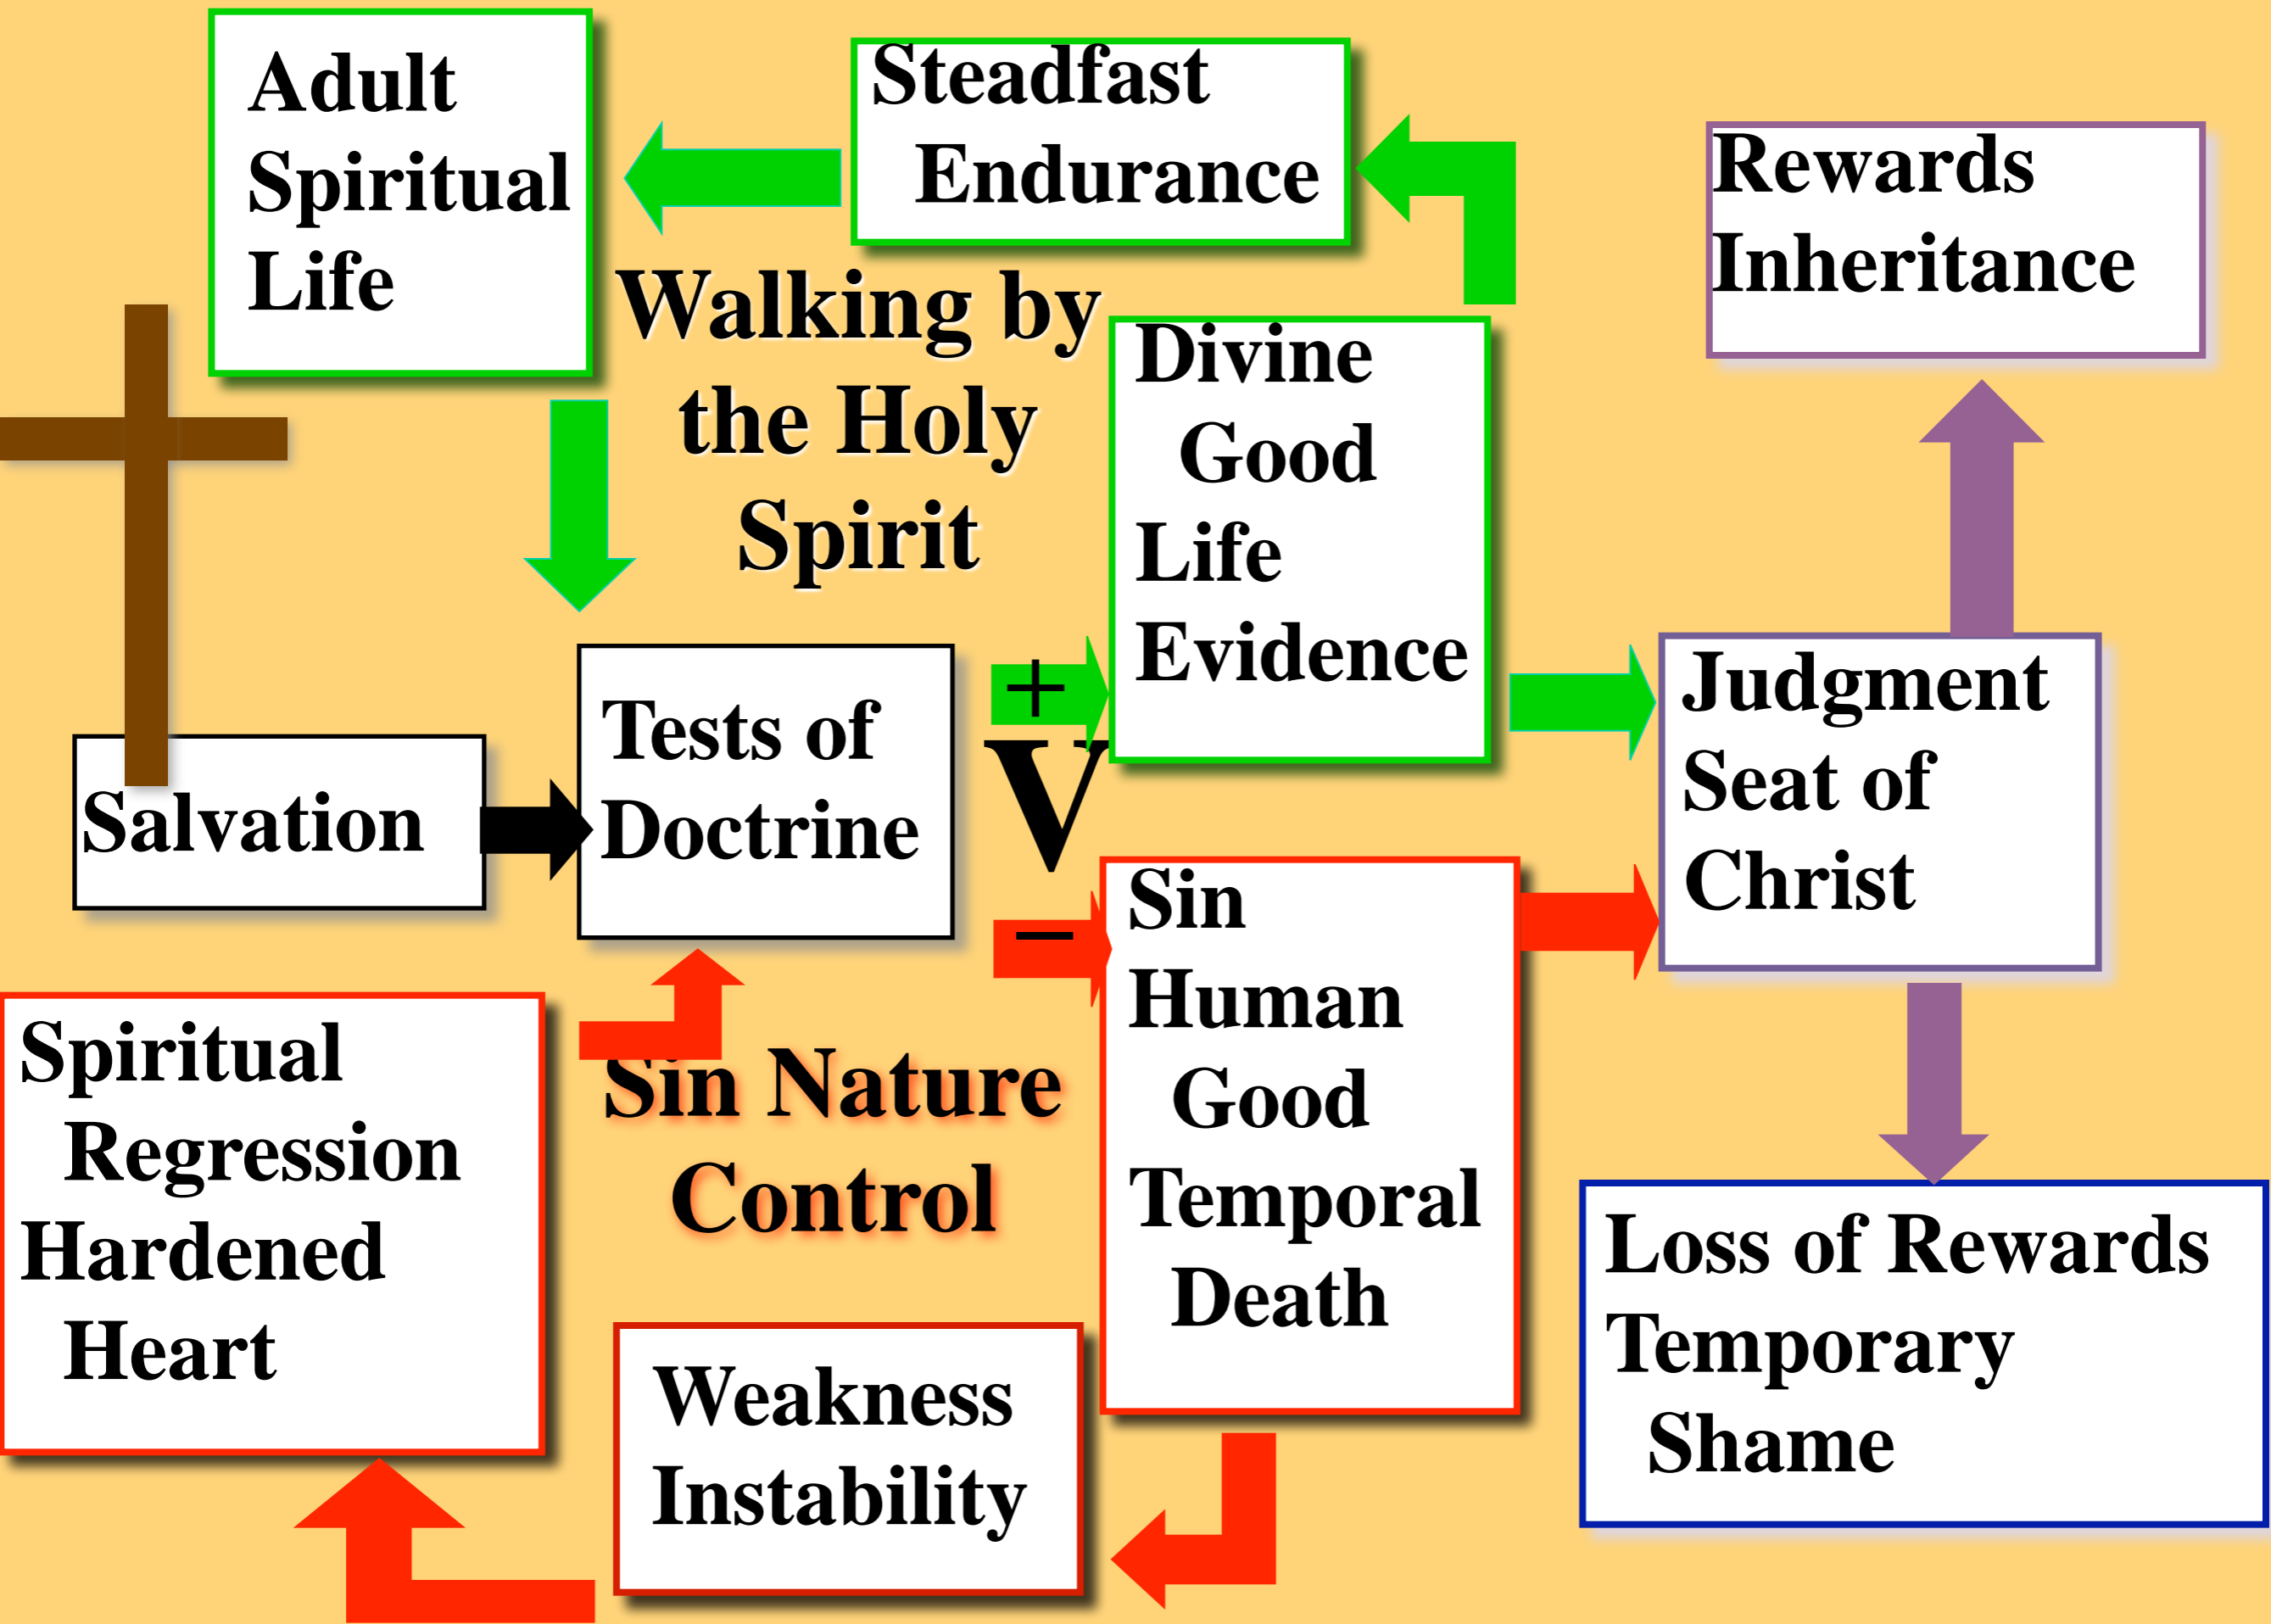 Adult
Spiritual
Life
Steadfast
Endurance
Rewards
Inheritance
Walking by
the Holy
Spirit
Divine
Good
Life
Evidence
Salvation
Tests of
Doctrine
+
V
–
Judgment
Seat of
Christ
Sin
Human
Good
Temporal
Death
Sin Nature
Control
Spiritual
Regression
Hardened
Heart
Weakness
Instability
Loss of Rewards
Temporary
Shame